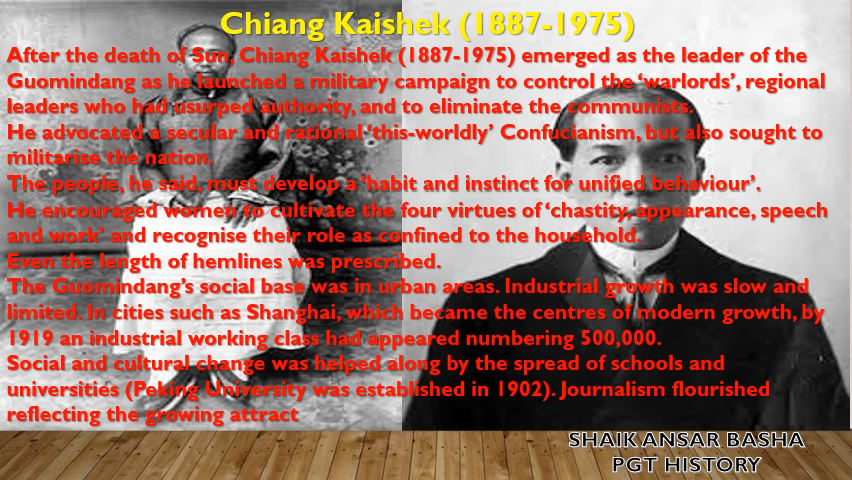 Chiang Kaishek (1887-1975)
After the death of Sun, Chiang Kaishek (1887-1975) emerged as the leader of the
Guomindang as he launched a military campaign to control the ‘warlords’, regional
leaders who had usurped authority, and to eliminate the communists.
He advocated a secular and rational ‘this-worldly’ Confucianism, but also sought to
militarise the nation.
The people, he said, must develop a ‘habit and instinct for unified behaviour’.
He encouraged women to cultivate the four virtues of ‘chastity, appearance, speech
and work’ and recognise their role as confined to the household.
Even the length of hemlines was prescribed.
The Guomindang’s social base was in urban areas. Industrial growth was slow and
limited. In cities such as Shanghai, which became the centres of modern growth, by
1919 an industrial working class had appeared numbering 500,000.
Social and cultural change was helped along by the spread of schools and
universities (Peking University was established in 1902). Journalism flourished
reflecting the growing attract
SHAIK ANSAR BASHA
PGT HISTORY